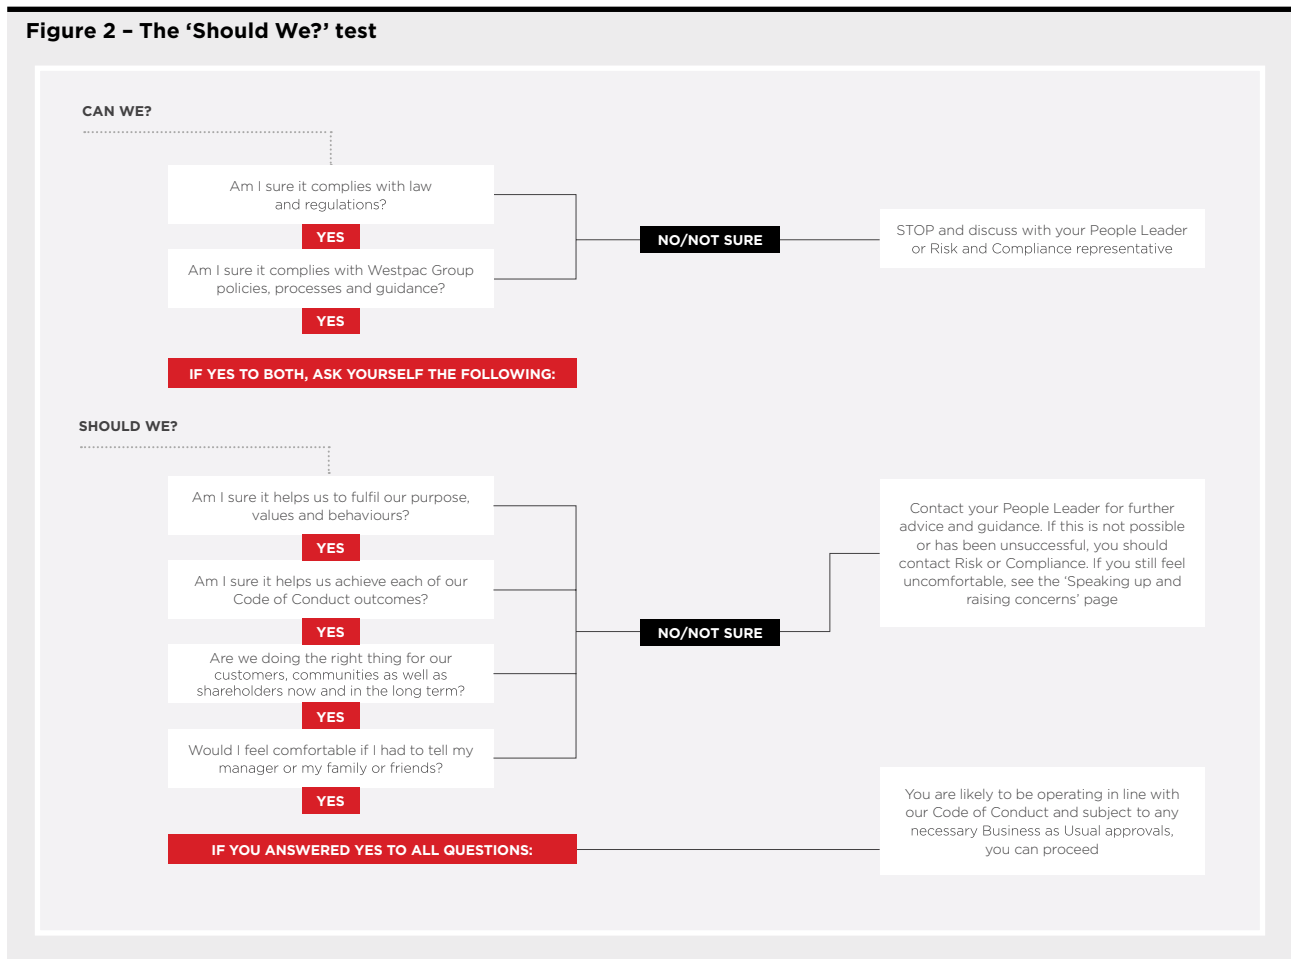 Figure 2 – The ‘Should We?’ test
CAN WE?
Am I sure it complies with law
and regulations?
YES
NO/NOT SURE
STOP and discuss with your People Leader
or Risk and Compliance representative
Am I sure it complies with Westpac Group
policies, processes and guidance?
YES
IF YES TO BOTH, ASK YOURSELF THE FOLLOWING:
SHOULD WE?
Am I sure it helps us to fulfil our purpose,
values and behaviours?
YES
Am I sure it helps us achieve each of our
Code of Conduct outcomes?
YES
Are we doing the right thing for our
customers, communities as well as
shareholders now and in the long term?
YES
Would I feel comfortable if I had to tell my
manager or my family or friends?
YES
NO/NOT SURE
Contact your People Leader for further
advice and guidance. If this is not possible
or has been unsuccessful, you should
contact Risk or Compliance. If you still feel
uncomfortable, see the ‘Speaking up and
raising concerns’ page
IF YOU ANSWERED YES TO ALL QUESTIONS:
You are likely to be operating in line with
our Code of Conduct and subject to any
necessary Business as Usual approvals,
you can proceed